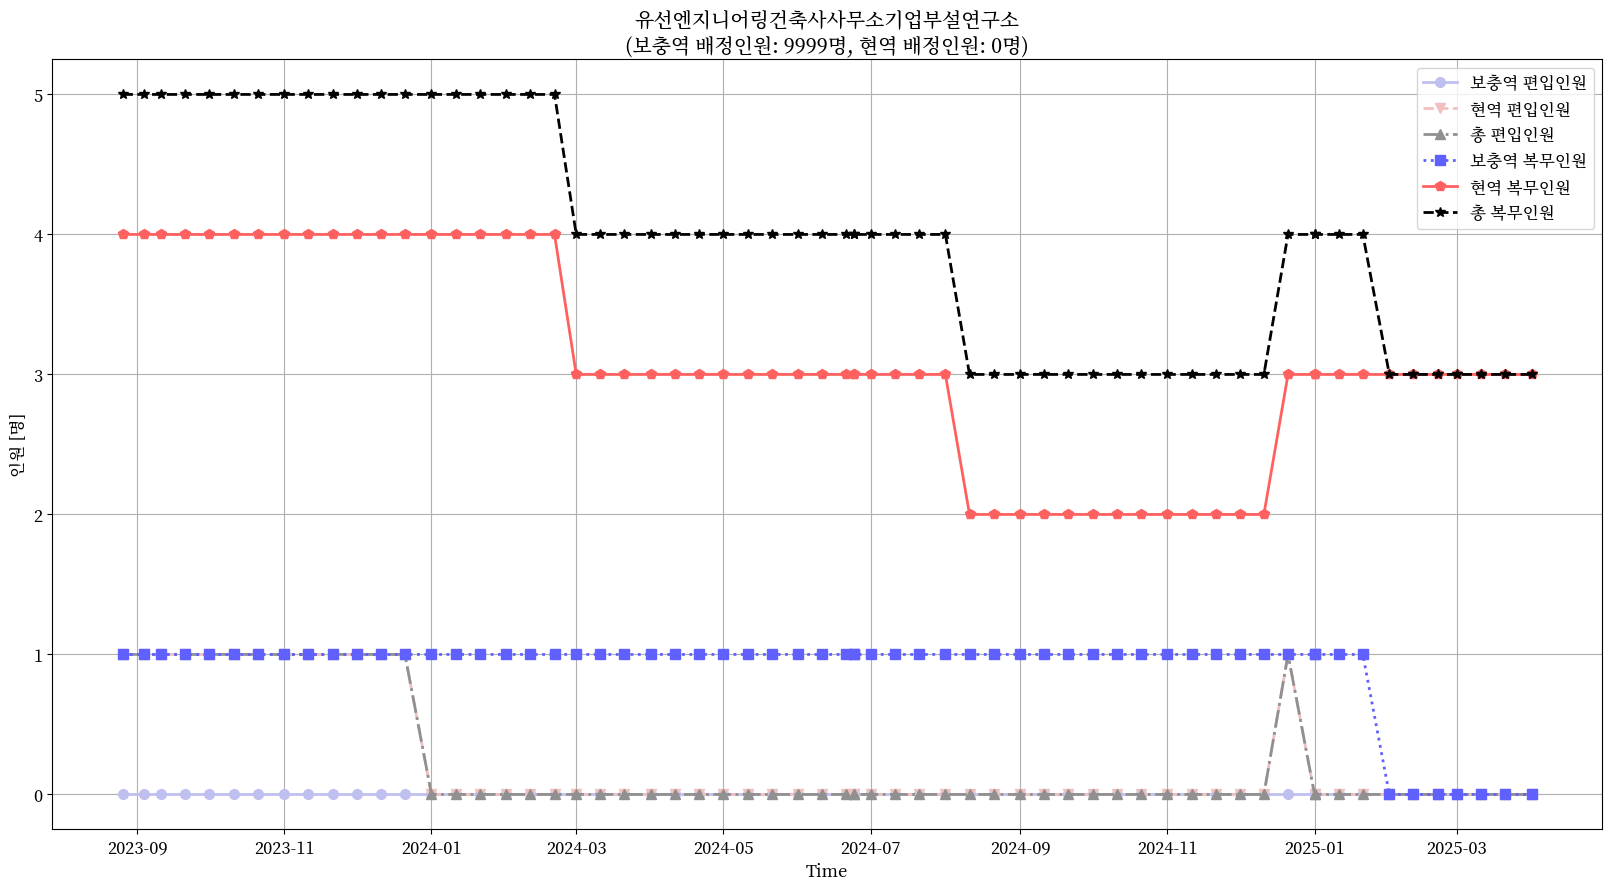 유선엔지니어링건축사사무소기업부설연구소
(보충역 배정인원: 9999명, 현역 배정인원: 0명)
보충역 편입인원
현역 편입인원
총 편입인원
보충역 복무인원
현역 복무인원
총 복무인원
인원 [명]
5
4
3
2
1
0
2023-09
2023-11
2024-01
2024-03
2024-05
2024-07
2024-09
2024-11
2025-01
2025-03
Time